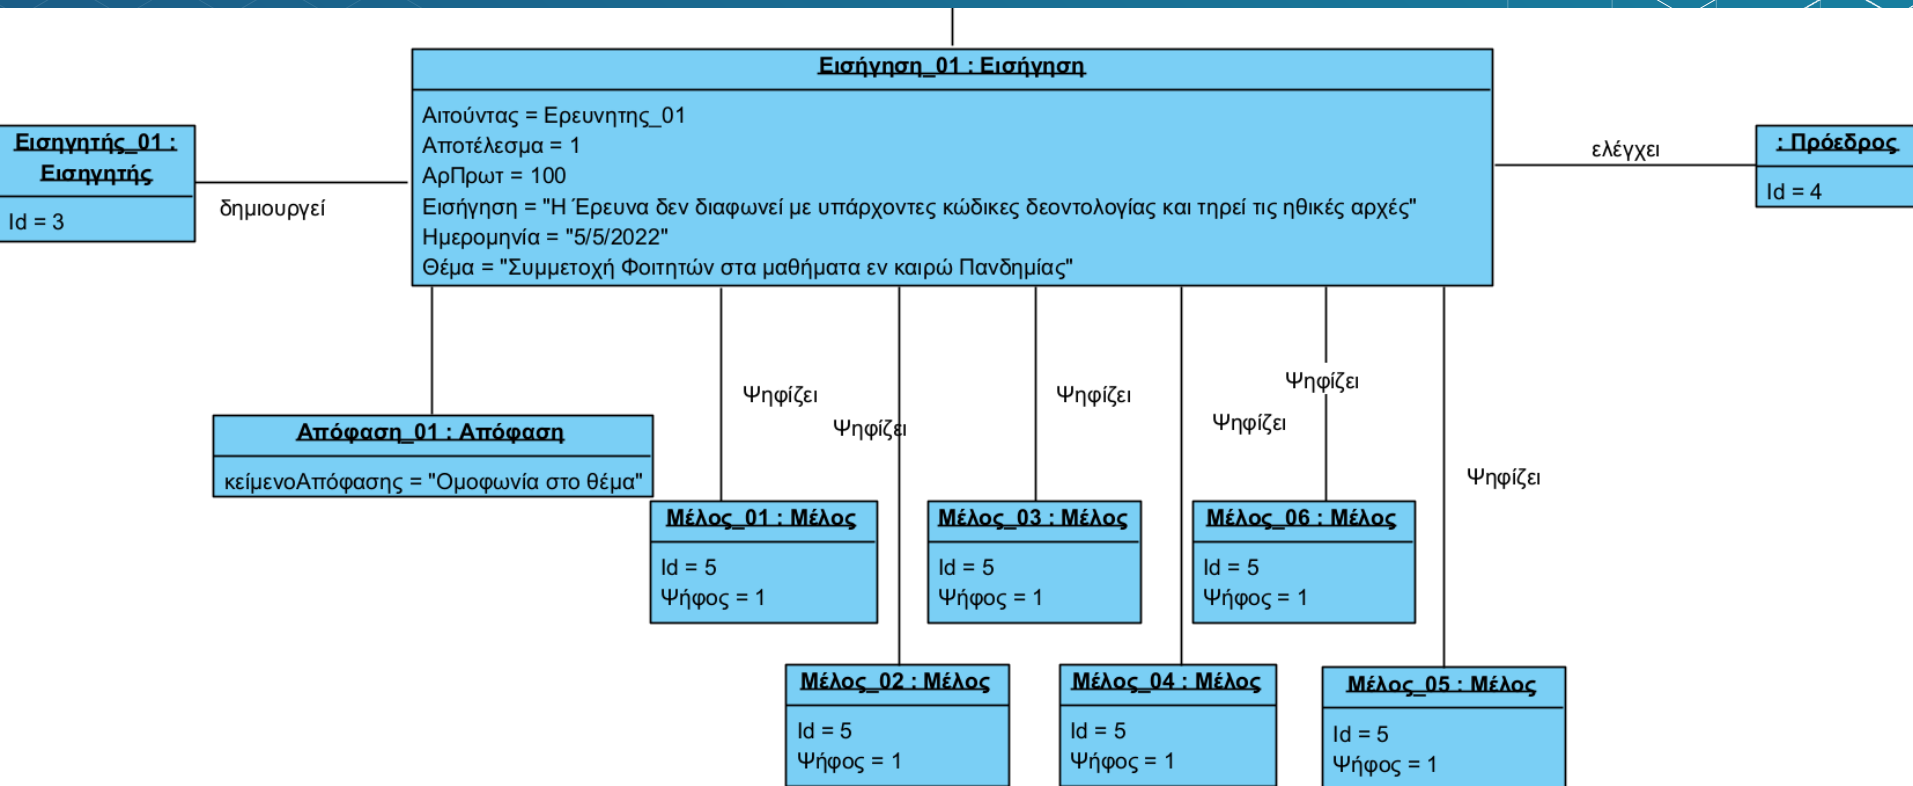 Εισήγηση_01 : Εισήγηση
Αιτούντας = Ερευνητης_01
Αποτέλεσμα = 1
ΑρΠρωτ = 100
Εισήγηση = "Η Έρευνα δεν διαφωνεί με υπάρχοντες κώδικες δεοντολογίας και τηρεί τις ηθικές αρχές"
Ημερομηνία = "5/5/2022"
Θέμα = "Συμμετοχή Φοιτητών στα μαθήματα εν καιρώ Πανδημίας"
Εισηγητής_01 :
Εισηγητής
Id = 3
δημιουργεί
ελέγχει
: Πρόεδρος
Id = 4
Απόφαση_01 : Απόφαση
κείμενοΑπόφασης = "Ομοφωνία στο θέμα"
Ψηφίζει
Ψηφίζει
Ψηφίζει
Ψηφίζει
Ψηφίζει
Ψηφίζει
Μέλος_01 : Μέλος
Id = 5
Ψήφος = 1
Μέλος_03 : Μέλος
Id = 5
Ψήφος = 1
Μέλος_06 : Μέλος
Id = 5
Ψήφος = 1
Μέλος_02 : Μέλος
Id = 5
Ψήφος = 1
Μέλος_04 : Μέλος
Id = 5
Ψήφος = 1
Μέλος_05 : Μέλος
Id = 5
Ψήφος = 1